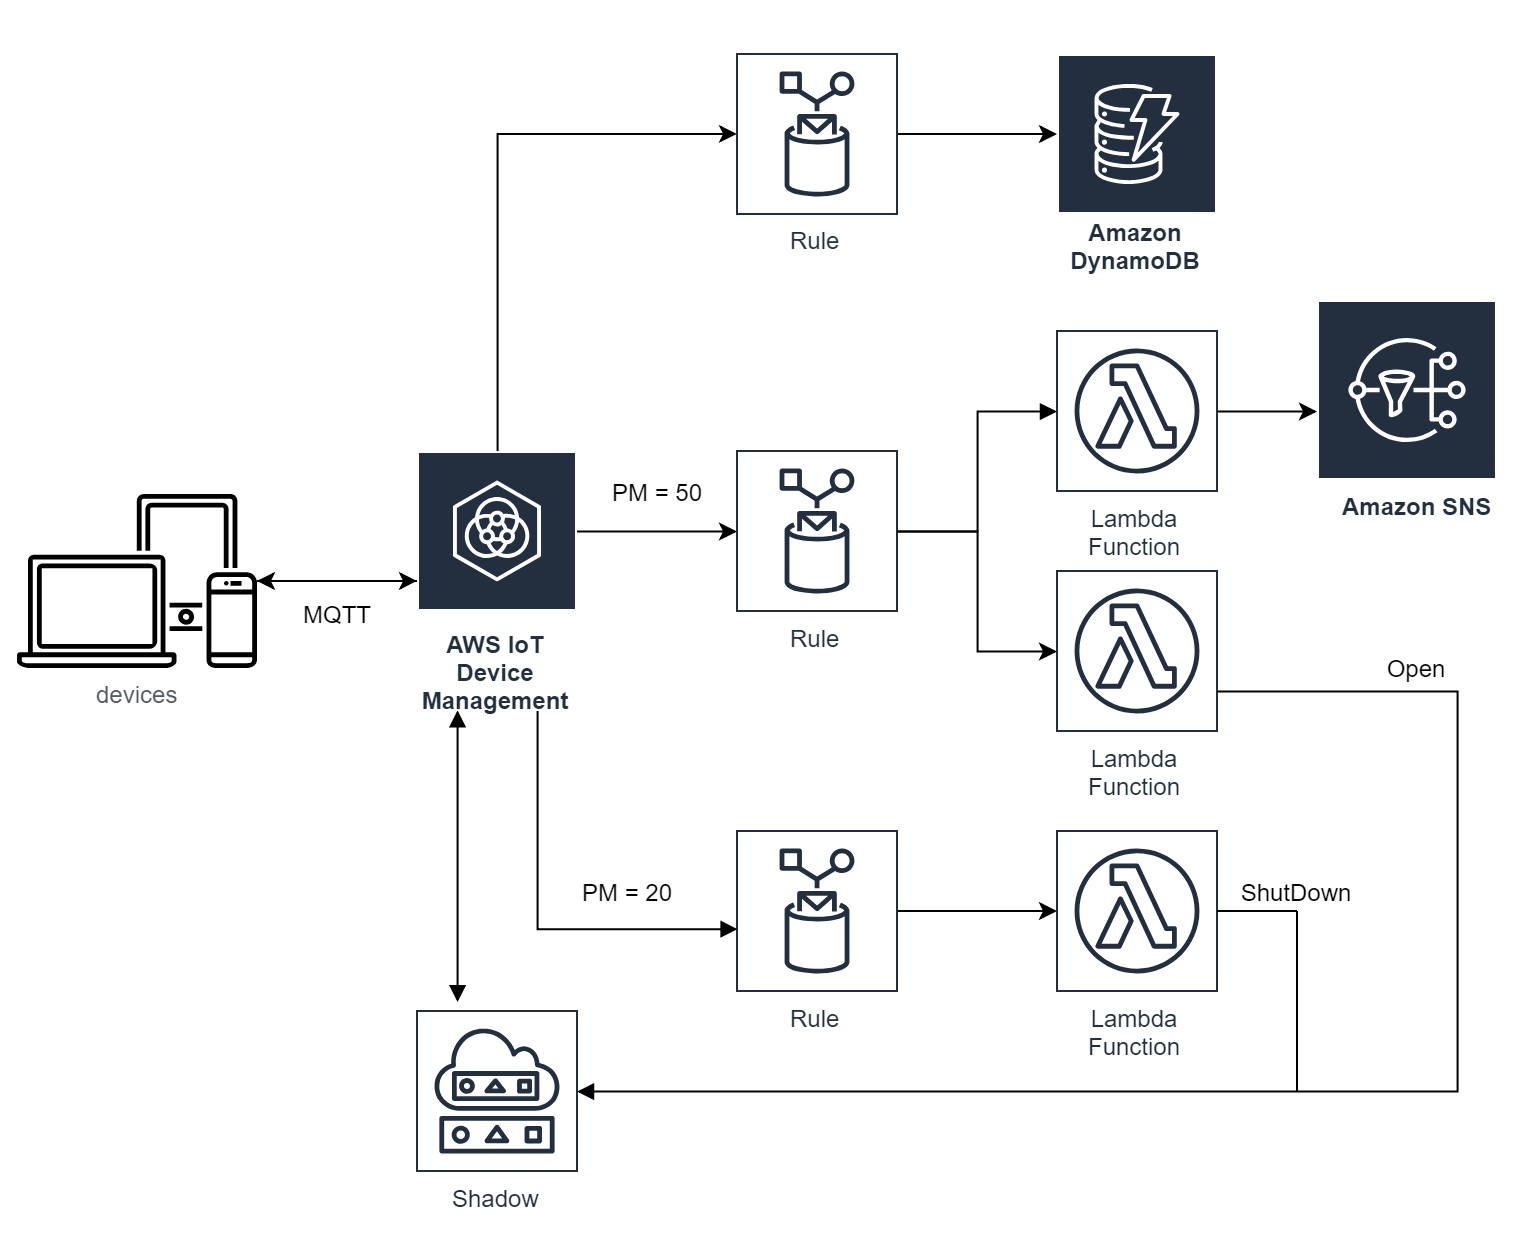 Rule
Amazon
DynamoDB
PM = 50
Rule
Lambda
Function
Amazon SNS
MQTT
devices
AWS IoT
Device
Management
Lambda
Function
Open
PM = 20
Rule
Lambda
Function
ShutDown
Shadow